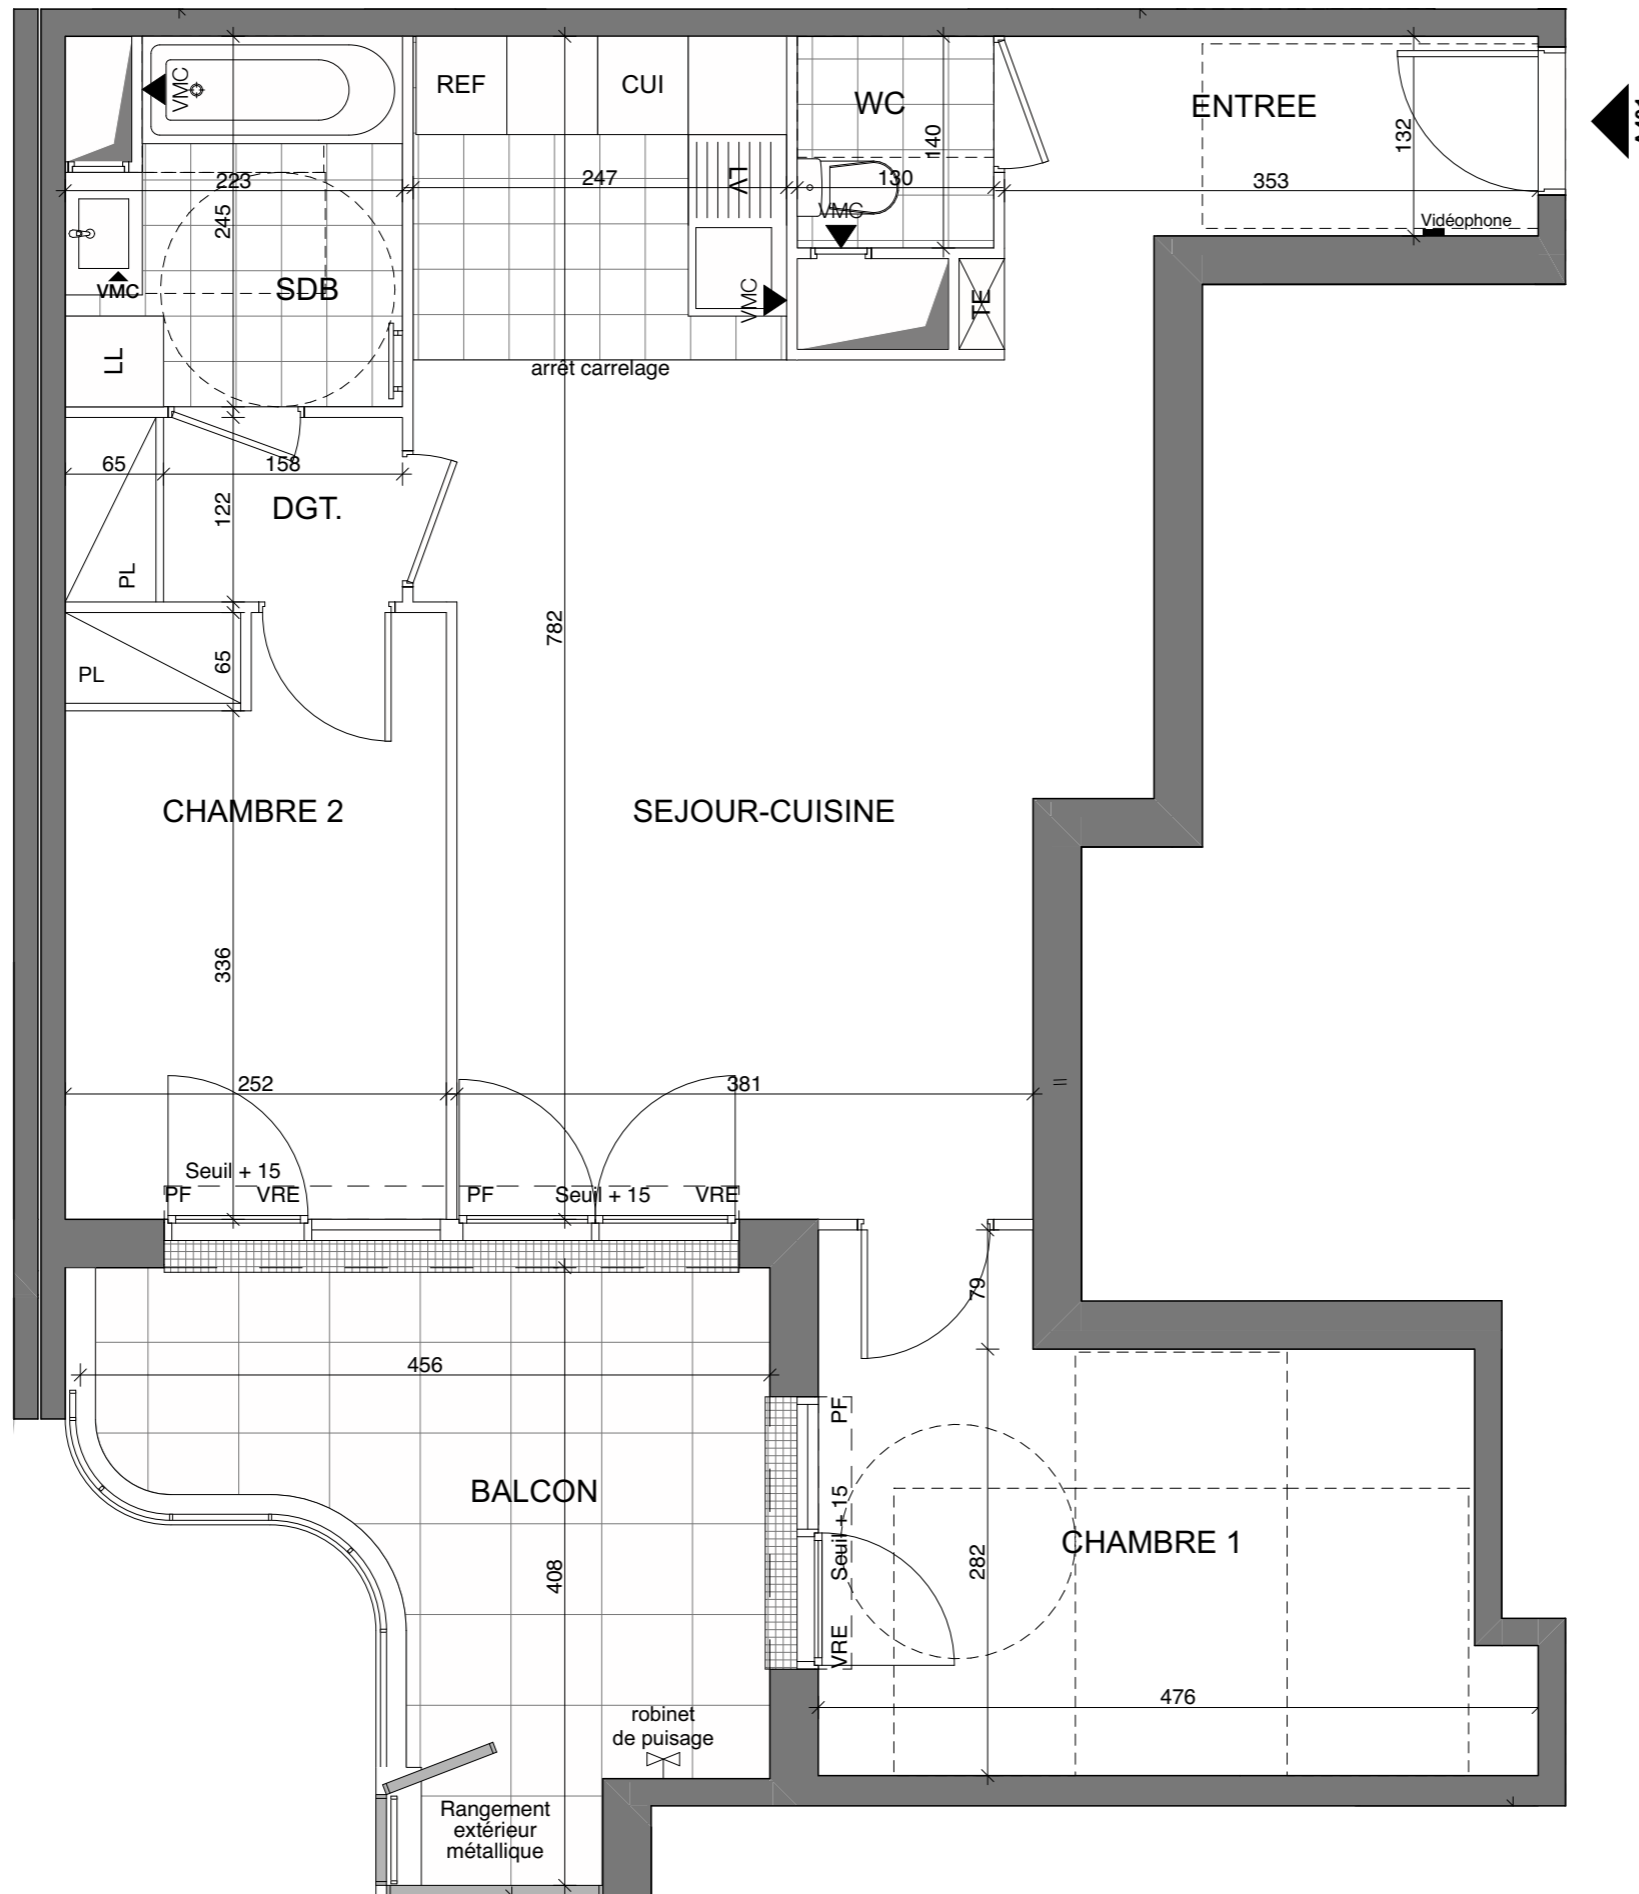 REF
CUI
WC
ENTREE
VMC
140
132
223
247
LV
130
353
245
VMC
Vidéophone
SDB
VMC
VMC
TE
LL
arrêt carrelage
65
158
122
DGT.
PL
782
65
PL
CHAMBRE 2
SEJOUR-CUISINE
336
252
381
Seuil + 15
PF
VRE
PF
Seuil + 15
VRE
79
456
PF
BALCON
Seuil + 15
CHAMBRE 1
408
282
VRE
476
robinet
de puisage
Rangement
extérieur
métallique